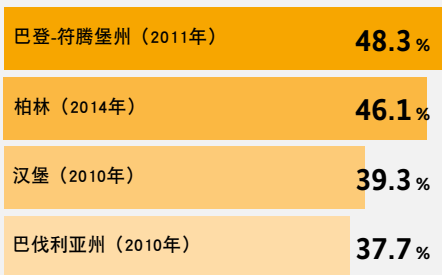 巴登-符腾堡州（2011年） 48.3 %
柏林（2014年） 46.1 %
汉堡（2010年） 39.3 %
巴伐利亚州（2010年） 37.7 %